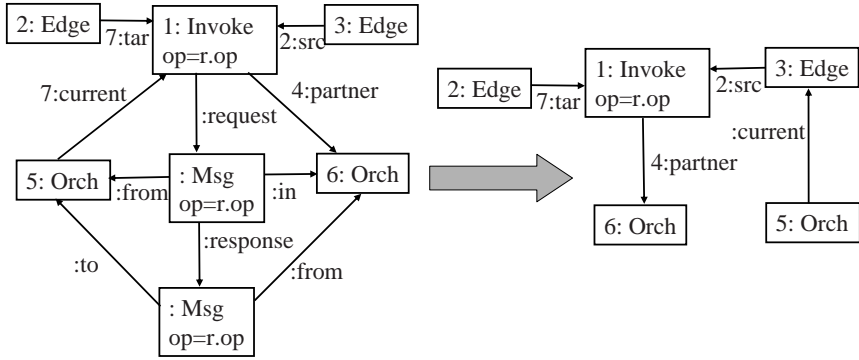 2: Edge
7:tar
1: Invoke
op=r.op
2:src
3: Edge
7:current
4:partner
:request
5: Orch
:from
: Msg
op=r.op
:in
6: Orch
:response
:to
:from
: Msg
op=r.op
2: Edge
7:tar
1: Invoke
op=r.op
2:src
3: Edge
:current
4:partner
6: Orch
5: Orch